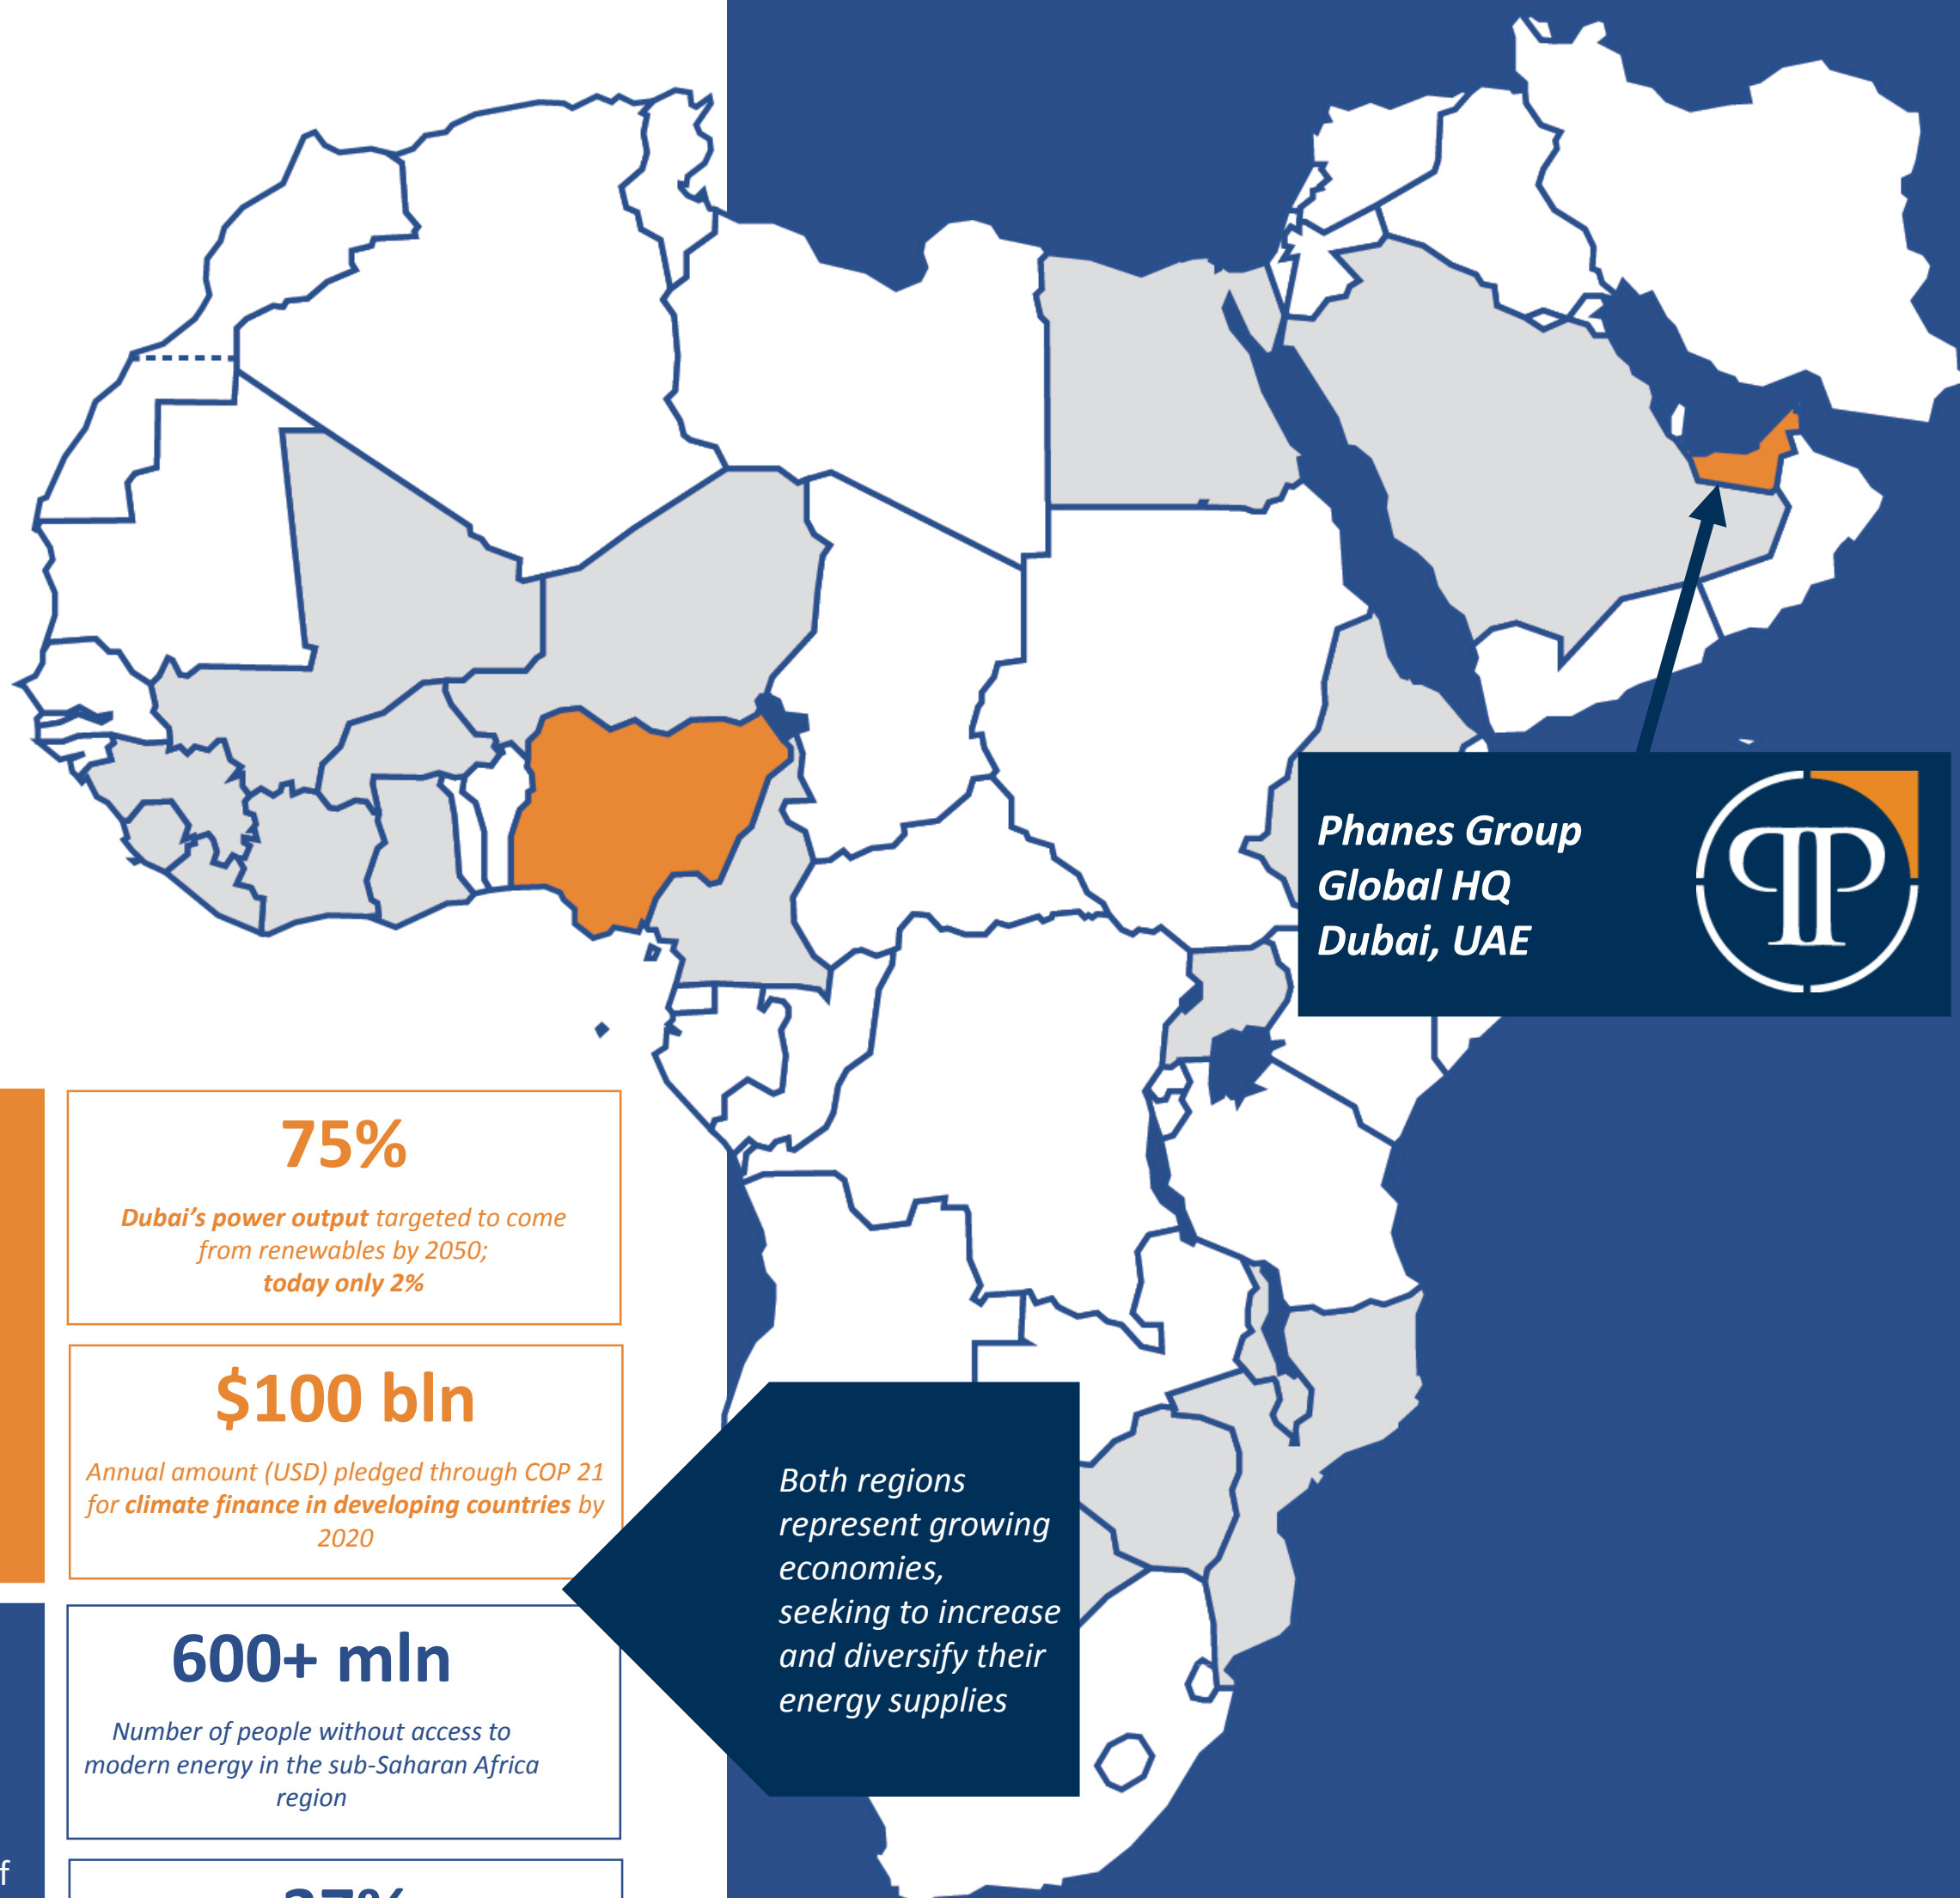 Phanes Group
Global HQ
Dubai, UAE
75%
Dubai’s power output targeted to come
from renewables by 2050;
today only 2%
$100 bln
Annual amount (USD) pledged through COP 21
for climate finance in developing countries by
2020
Both regions
represent growing
economies,
seeking to increase
and diversify their
energy supplies
600+ mln
Number of people without access to
modern energy in the sub-Saharan Africa
region
f